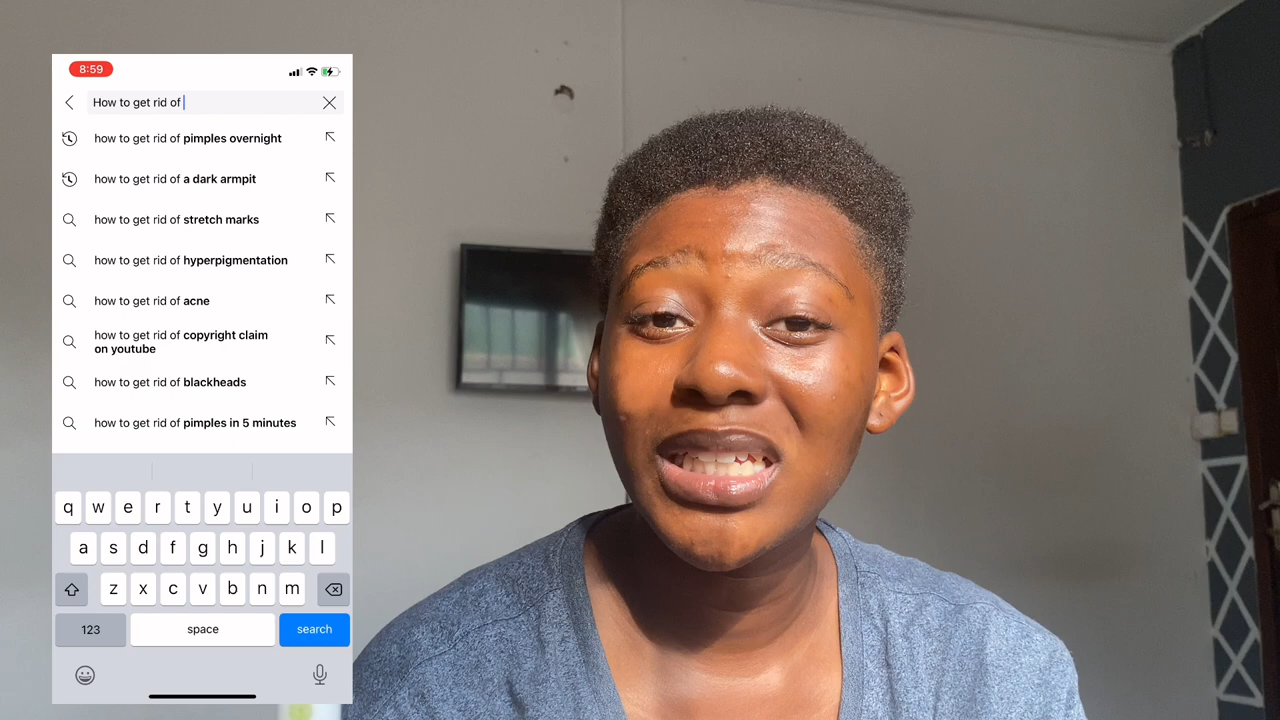 8:59
How to get rid of
how to get rid of pimples overnight
how to get rid of a dark armpit
how to get rid of stretch marks
how to get rid of hyperpigmentation
how to get rid of acne
how to get rid of copyright claim
on youtube
how to get rid of blackheads
how to get rid of pimples in 5 minutes
q w e r t y u i o p
a s d f g h j k l
z x c v b n m
123 space search